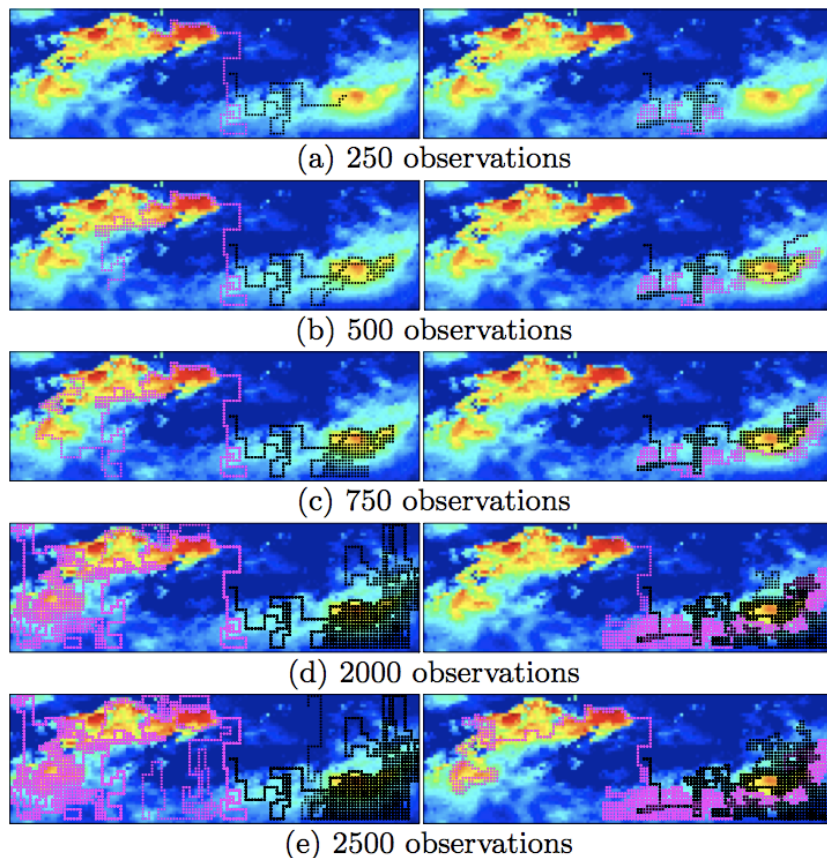 (a) 250 observations
(b) 500 observations
(c) 750 observations
(d) 2000 observations
(e) 2500 observations